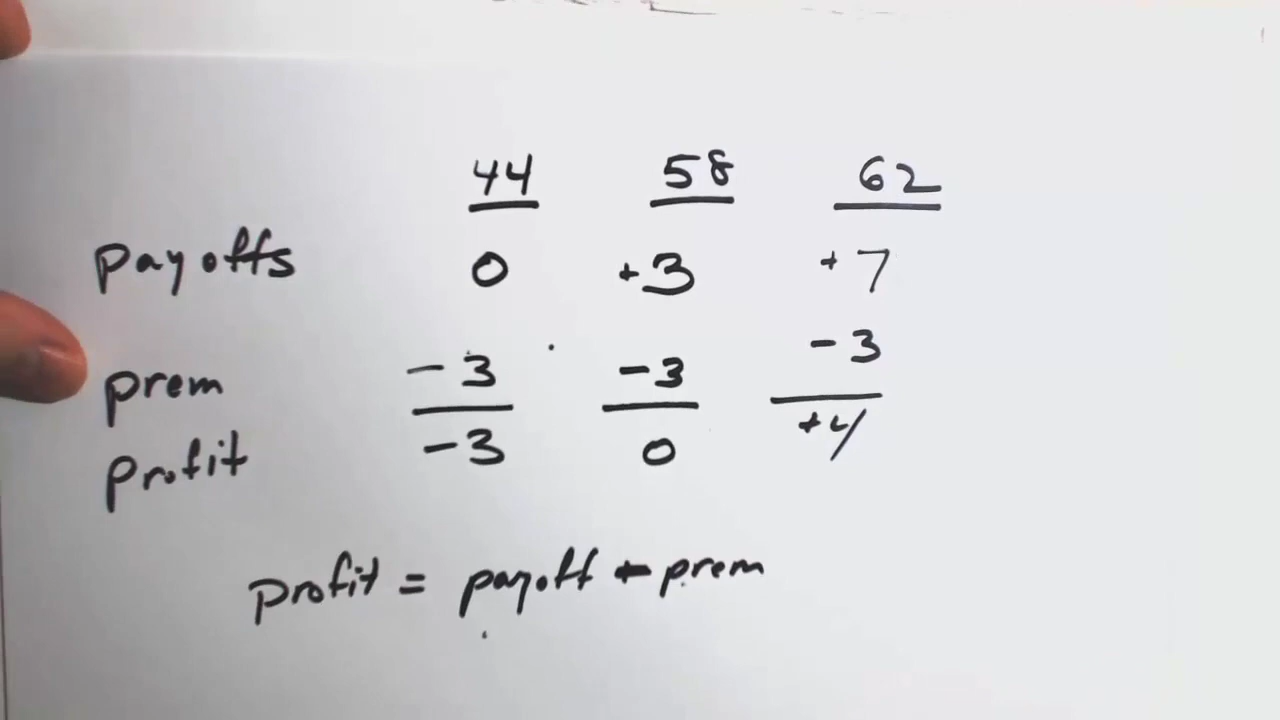 44 58 62
payoffs 0 +3 +7
prem -3 -3 -3
profit -3 0 +4
profit = payoff - prem